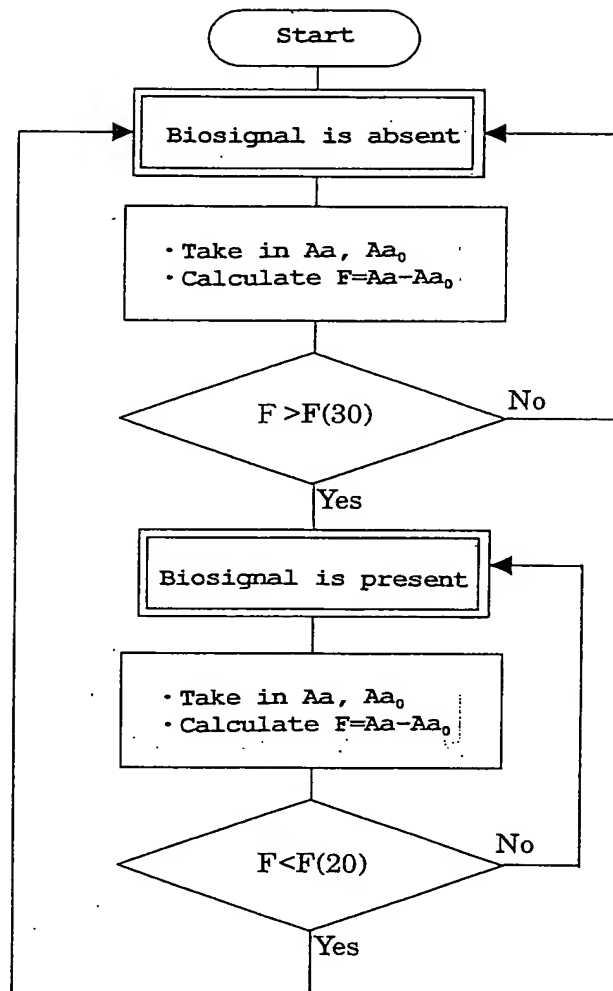 Start
Biosignal is absent
・Take in Aa, Aa₀
・Calculate F=Aa-Aa₀
F>F(30)
No
Yes
Biosignal is present
・Take in Aa, Aa₀
・Calculate F=Aa-Aa₀
F<F(20)
No
Yes